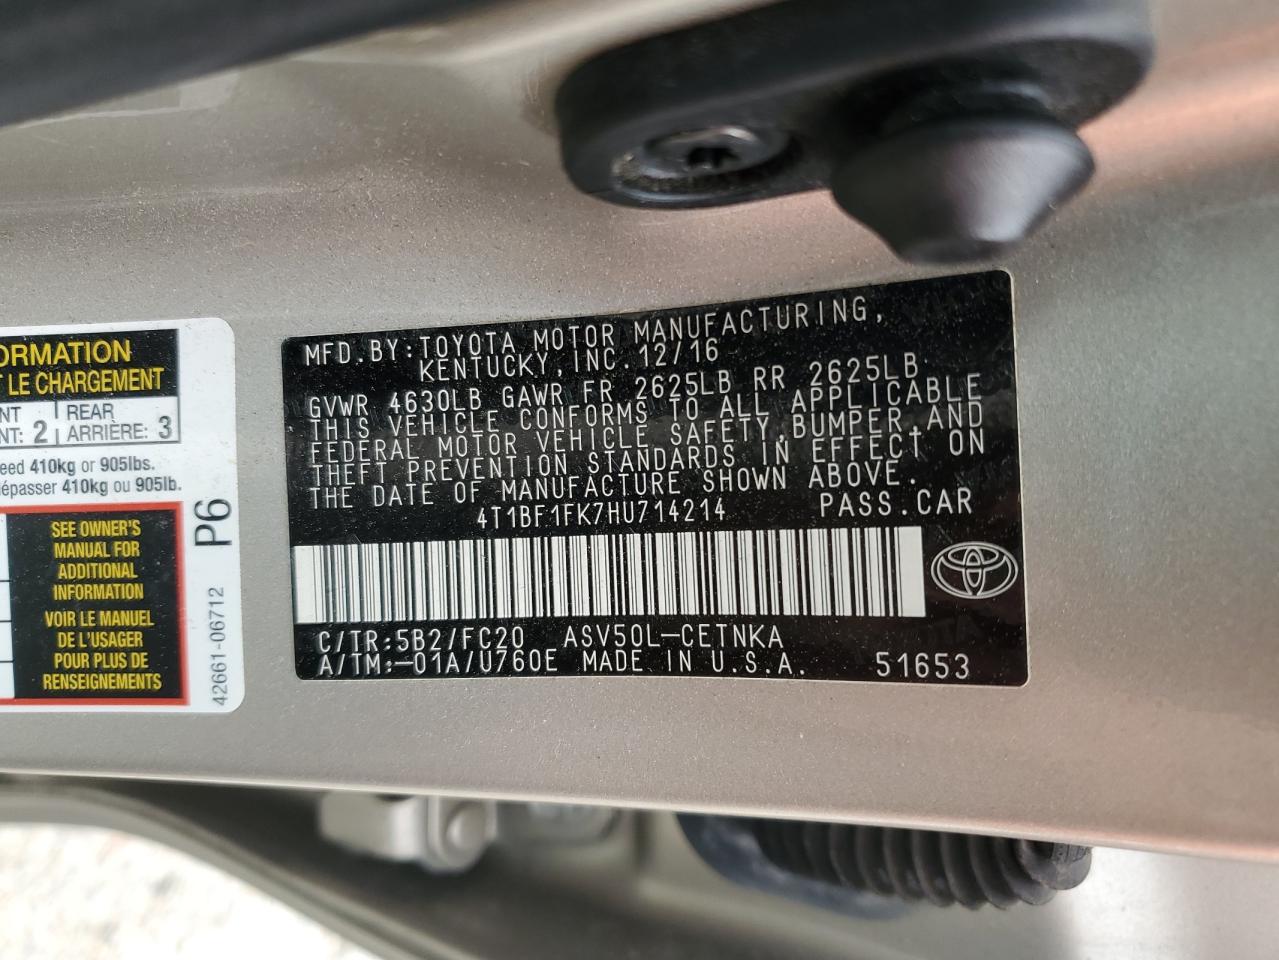 ORMATION
LE CHARGEMENT
NT
NT: 2
REAR
ARRIÈRE: 3
eed 410kg or 905lbs.
épasser 410kg ou 905lb.
SEE OWNER'S
MANUAL FOR
ADDITIONAL
INFORMATION
VOIR LE MANUEL
DE L'USAGER
POUR PLUS DE
RENSEIGNEMENTS
P6
42661-06712
MFD.BY:TOYOTA MOTOR MANUFACTURING,
KENTUCKY,INC.12/16
GVWR 4630LB GAWR FR 2625LB RR 2625LB
THIS VEHICLE CONFORMS TO ALL APPLICABLE
FEDERAL MOTOR VEHICLE SAFETY,BUMPER,AND
THEFT PREVENTION STANDARDS IN EFFECT ON
THE DATE OF MANUFACTURE SHOWN ABOVE.
4T1BF1FK7HU714214 PASS.CAR
C/TR:5B2/FC20 ASV50L-CETNKA
A/TM:-01A/U760E MADE IN U.S.A. 51653